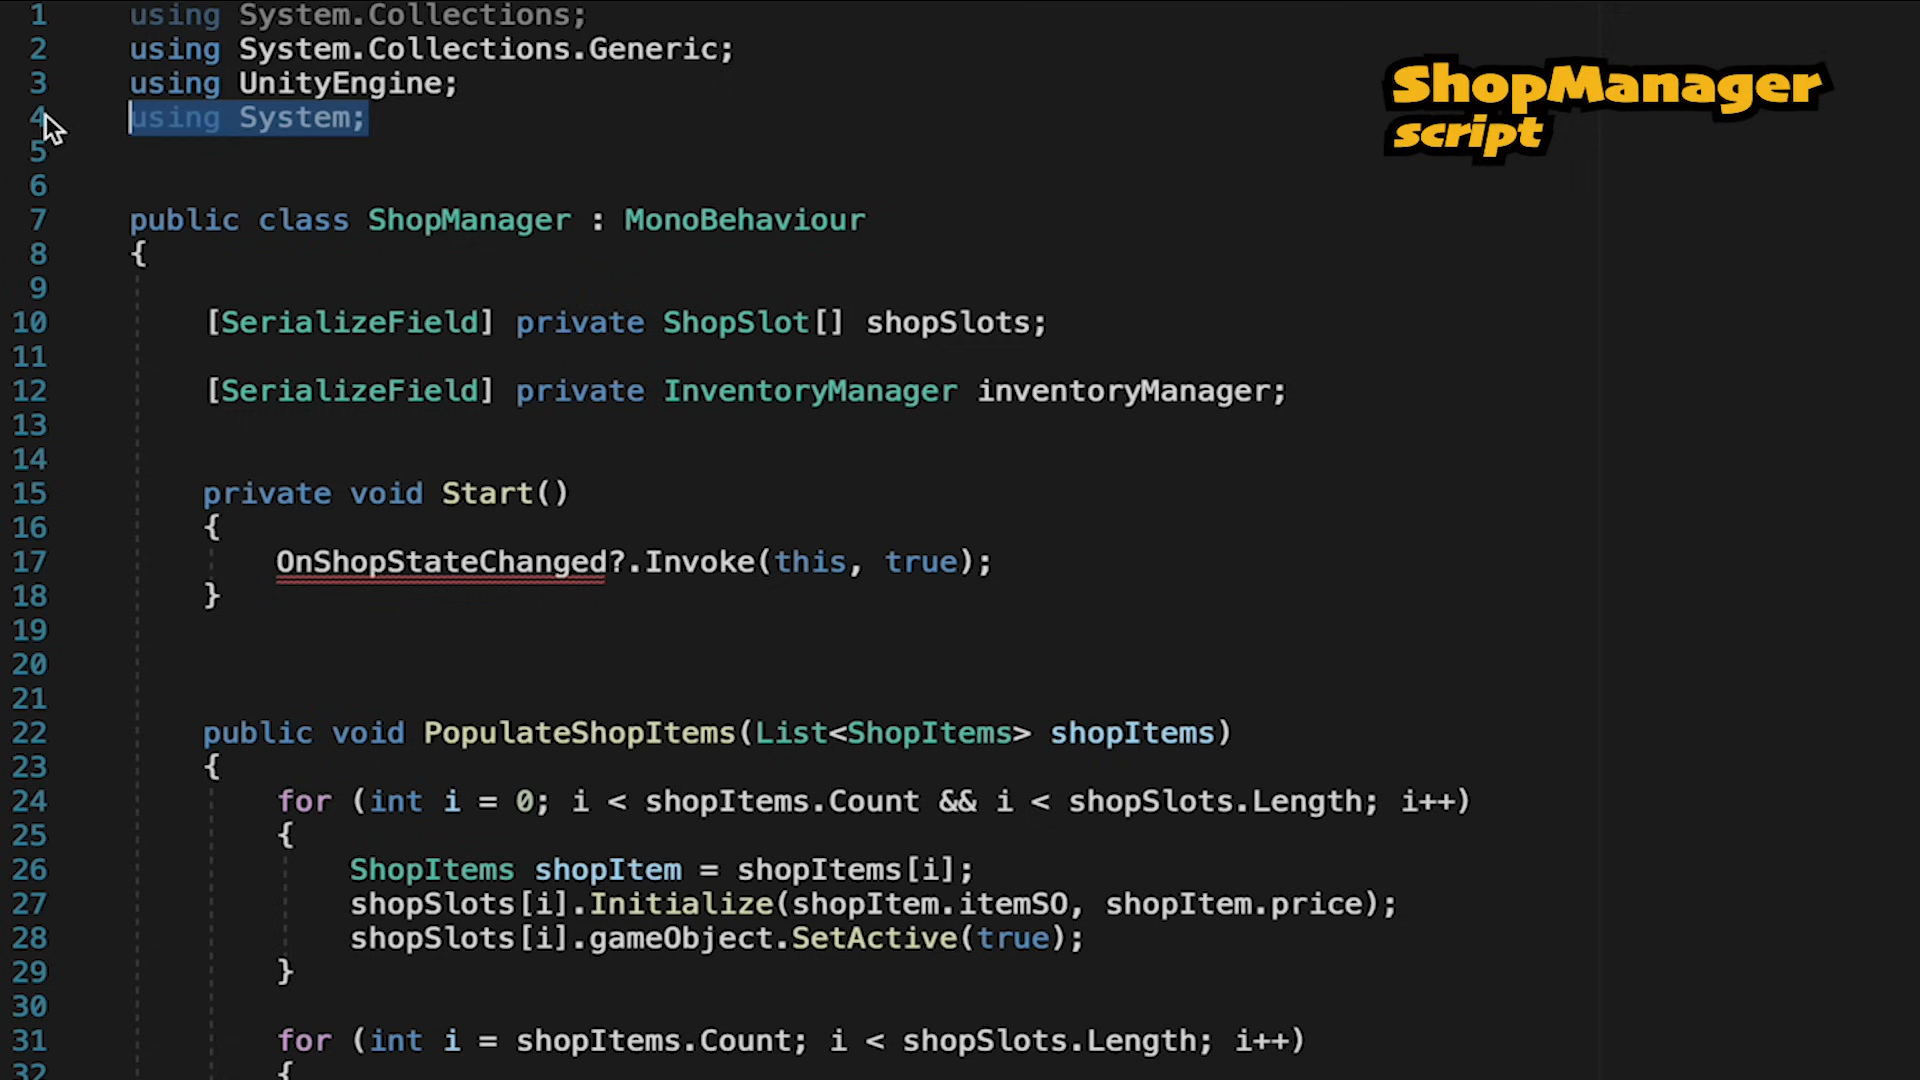 1 using System.Collections;
2 using System.Collections.Generic;
3 using UnityEngine;
4 using System;
5
6
7 public class ShopManager : MonoBehaviour
8 {
9
10 [SerializeField] private ShopSlot[] shopSlots;
11
12 [SerializeField] private InventoryManager inventoryManager;
13
14
15 private void Start()
16 {
17 OnShopStateChanged?.Invoke(this, true);
18 }
19
20
21
22 public void PopulateShopItems(List<ShopItems> shopItems)
23 {
24 for (int i = 0; i < shopItems.Count && i < shopSlots.Length; i++)
25 {
26 ShopItems shopItem = shopItems[i];
27 shopSlots[i].Initialize(shopItem.itemSO, shopItem.price);
28 shopSlots[i].gameObject.SetActive(true);
29 }
30
31 for (int i = shopItems.Count; i < shopSlots.Length; i++)
32 {
ShopManager
script